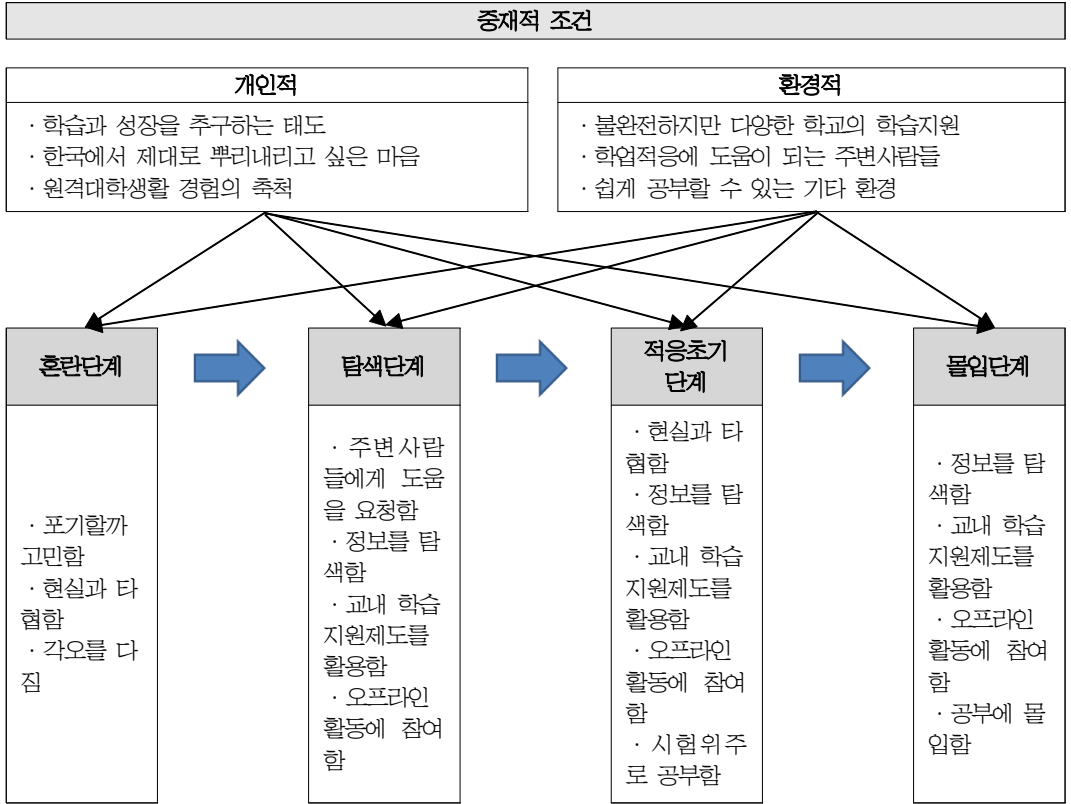 중재적 조건
개인적
· 학습과 성장을 추구하는 태도
· 한국에서 제대로 뿌리내리고 싶은 마음
· 원격대학생활 경험의 축척
환경적
· 불완전하지만 다양한 학교의 학습지원
· 학업적응에 도움이 되는 주변사람들
· 쉽게 공부할 수 있는 기타 환경
혼란단계
· 포기할까
고민함
· 현실과 타
협함
· 각오를 다
짐
탐색단계
· 주변사람
들에게 도움
을 요청함
· 정보를 탐
색함
· 교내 학습
지원제도를
활용함
· 오프라인
활동에 참여
함
적응초기
단계
· 현실과 타
협함
· 정보를 탐
색함
· 교내 학습
지원제도를
활용함
· 오프라인
활동에 참여
함
· 시험위주
로 공부함
몰입단계
· 정보를 탐
색함
· 교내 학습
지원제도를
활용함
· 오프라인
활동에 참여
함
· 공부에 몰
입함